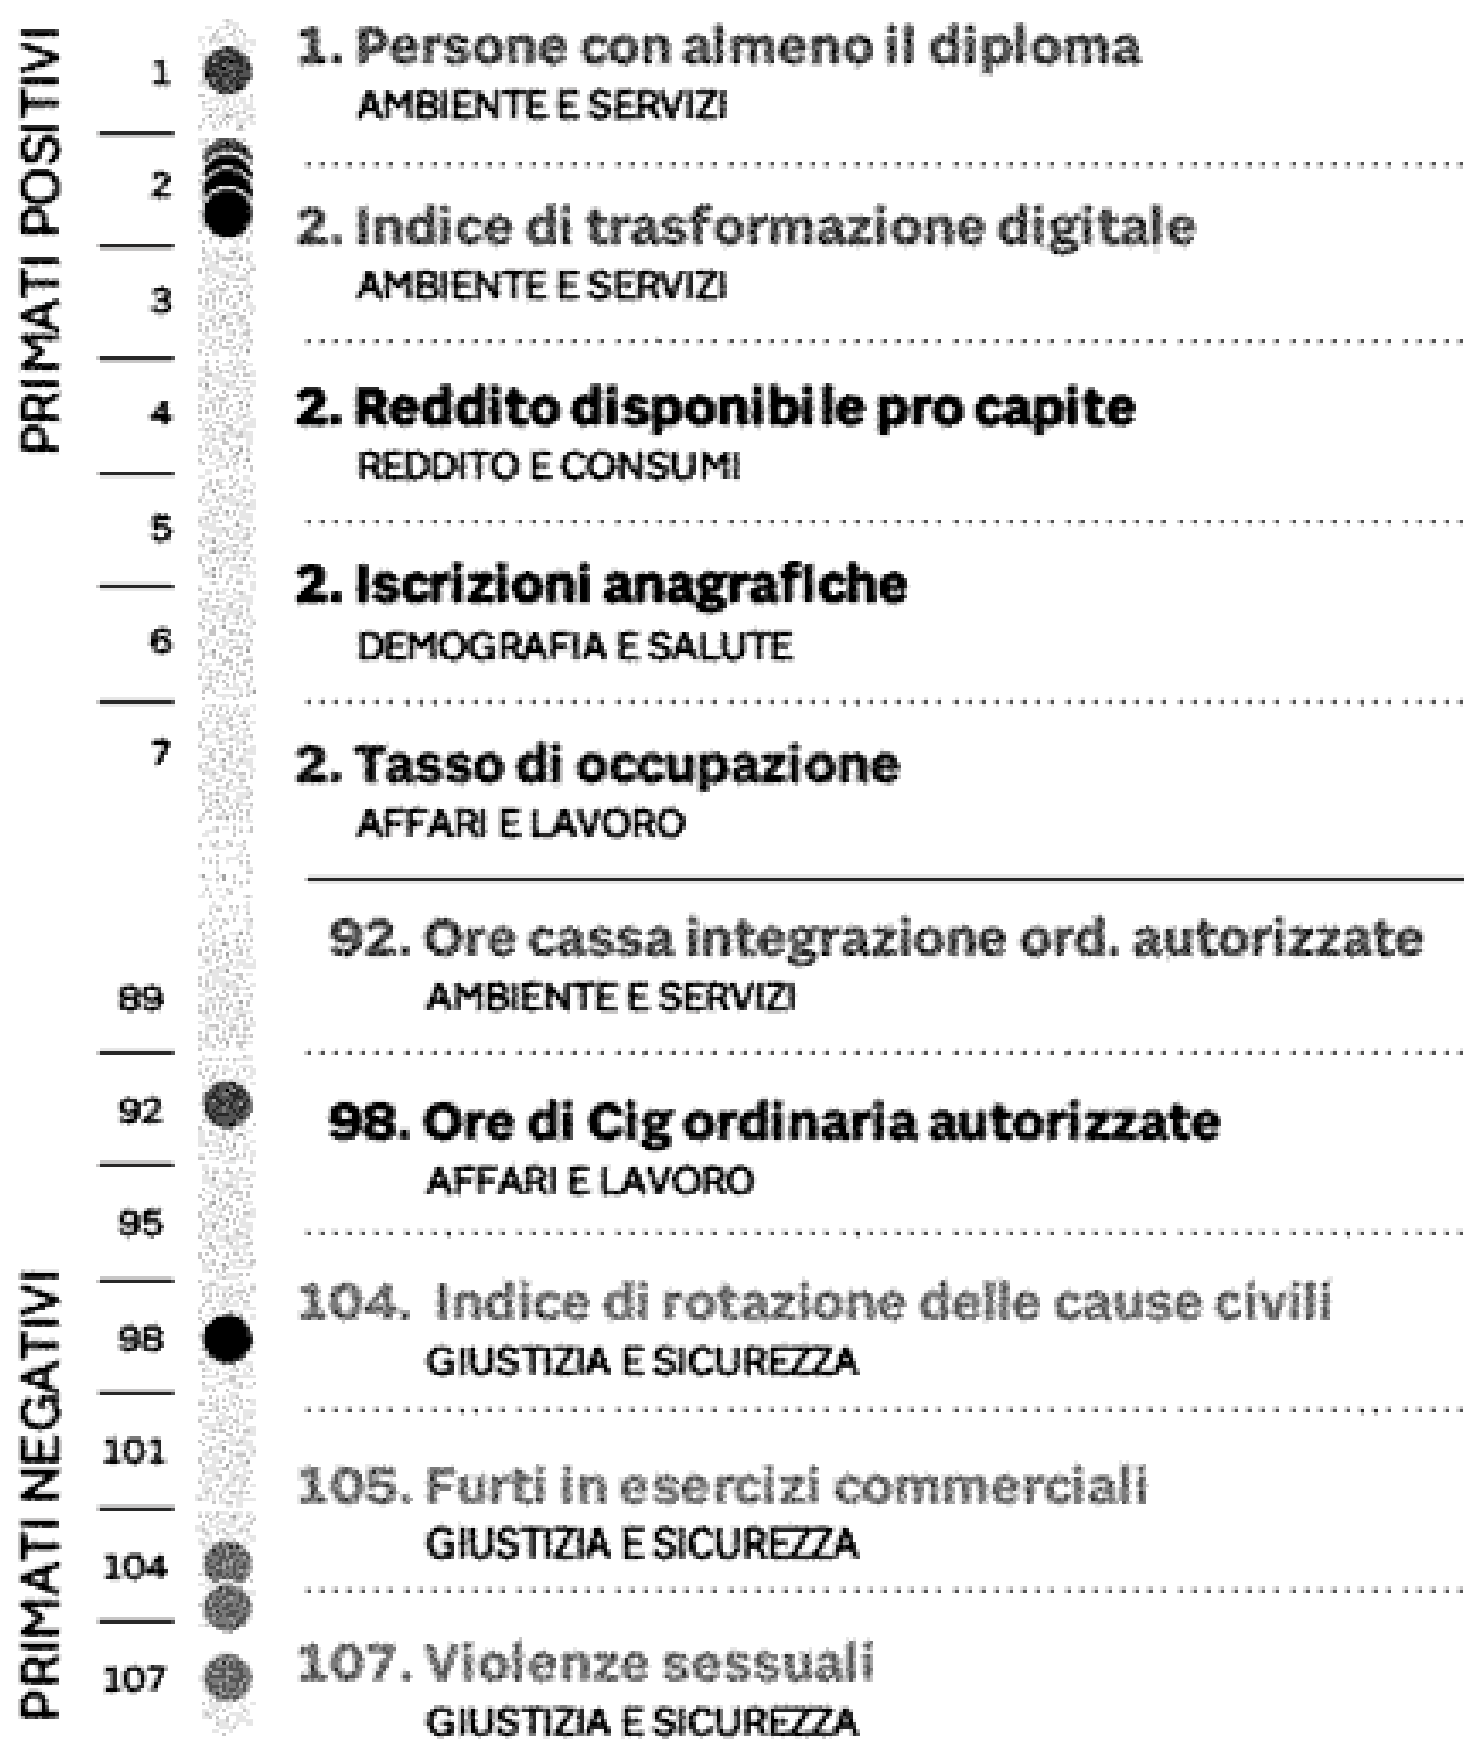 PRIMATI POSITIVI
1
2
3
4
5
6
7
1. Persone con almeno il diploma
AMBIENTE E SERVIZI
2. Indice di trasformazione digitale
AMBIENTE E SERVIZI
2. Reddito disponibile pro capite
REDDITO E CONSUMI
2. Iscrizioni anagrafiche
DEMOGRAFIA E SALUTE
2. Tasso di occupazione
AFFARI E LAVORO
PRIMATI NEGATIVI
89
92
95
98
101
104
107
92. Ore cassa integrazione ord. autorizzate
AMBIENTE E SERVIZI
98. Ore di Cig ordinaria autorizzate
AFFARI E LAVORO
104. Indice di rotazione delle cause civili
GIUSTIZIA E SICUREZZA
105. Furti in esercizi commerciali
GIUSTIZIA E SICUREZZA
107. Violenze sessuali
GIUSTIZIA E SICUREZZA